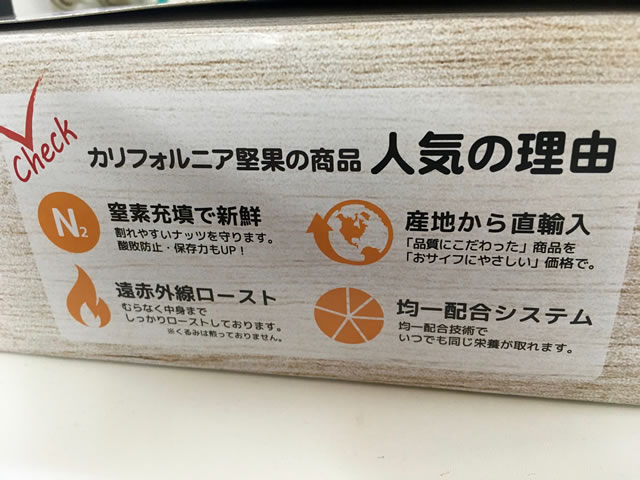 Check
カリフォルニア堅果の商品 人気の理由
N2
窒素充填で新鮮
割れやすいナッツを守ります。
酸敗防止・保存力もUP！
産地から直輸入
「品質にこだわった」商品を
「おサイフにやさしい」価格で。
遠赤外線ロースト
むらなく中身まで
しっかりローストしております。
※くるみは煎っておりません。
均一配合システム
均一配合技術で
いつでも同じ栄養が取れます。